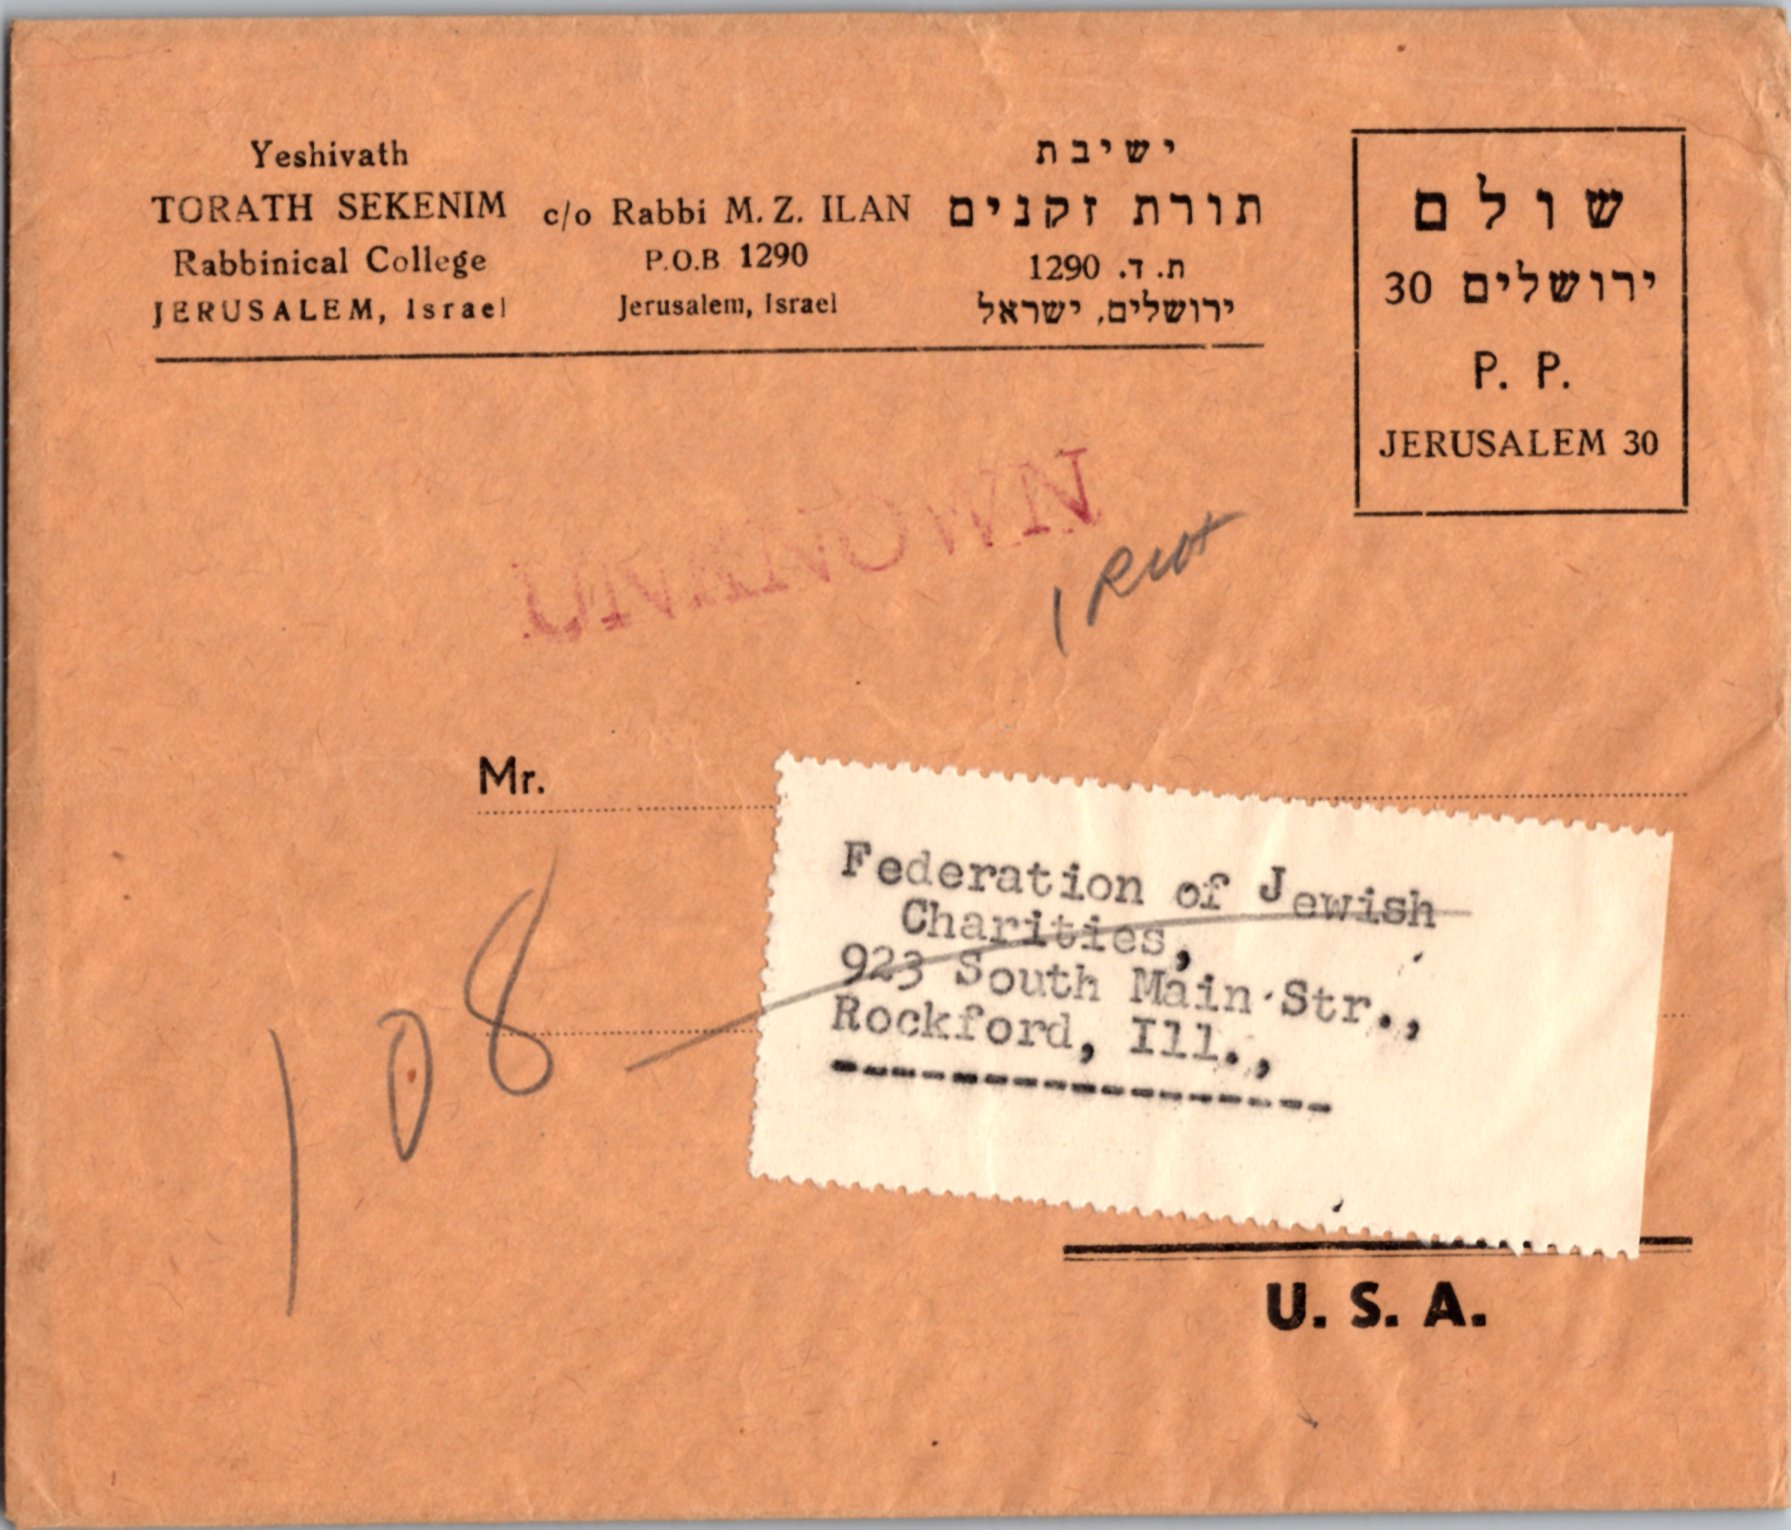 Yeshivath
TORATH SEKENIM
Rabbinical College
JERUSALEM, Israel
c/o Rabbi M. Z. ILAN
P.O.B 1290
Jerusalem, Israel
ישיבת
תורת זקנים
ת. ד. 1290
ירושלים, ישראל
שולם
ירושלים 30
P. P.
JERUSALEM 30
UNKNOWN
Mr.
Federation of Jewish
Charities,
923 South Main Str.,
Rockford, Ill.,
-----------------
108
U. S. A.